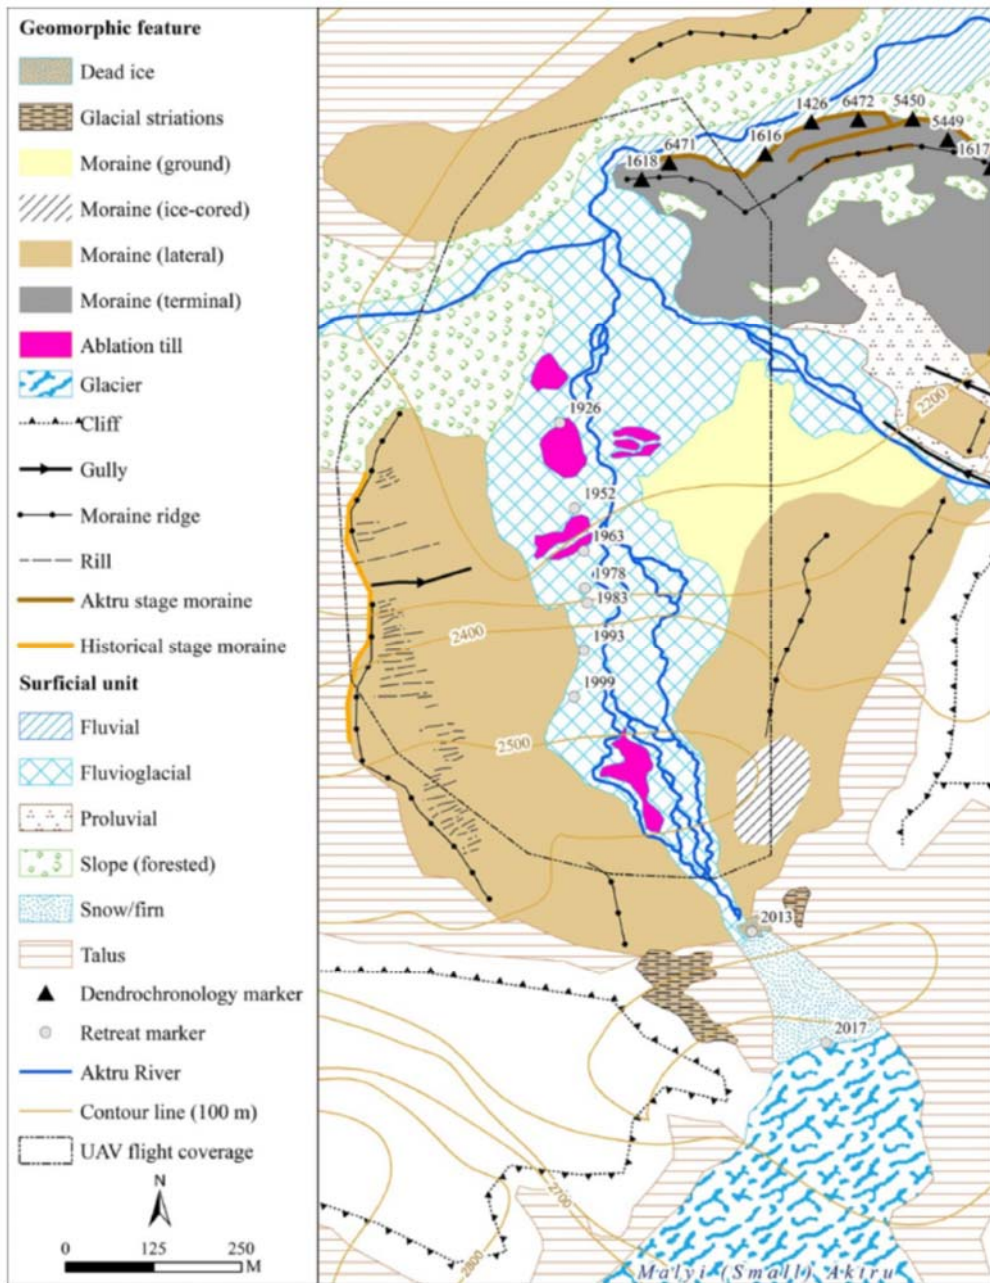 Geomorphic feature
Dead ice
Glacial striations
Moraine (ground)
Moraine (ice-cored)
Moraine (lateral)
Moraine (terminal)
Ablation till
Glacier
Cliff
Gully
Moraine ridge
Rill
Aktru stage moraine
Historical stage moraine
Surficial unit
Fluvial
Fluvioglacial
Proluvial
Slope (forested)
Snow/firn
Talus
Dendrochronology marker
Retreat marker
Aktru River
Contour line (100 m)
UAV flight coverage
N
0 125 250
M
1426 6472 5450
5449
1616
6471
1618
1617
2200
1926
1952
1963
1978
1983
1993
2400
1999
2500
2013
2017
2700
2800
Malyi (Small) Aktru